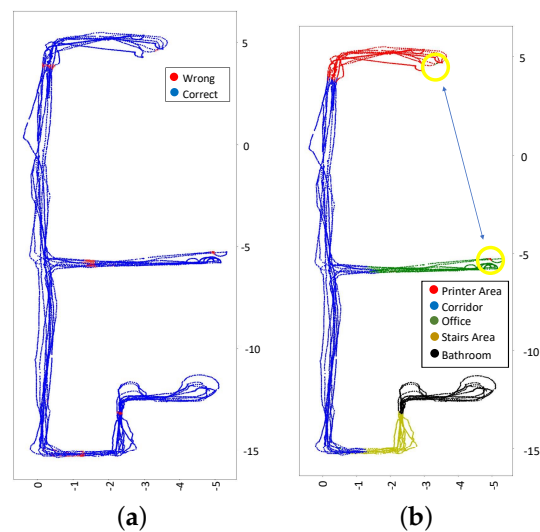 5
Wrong
Correct
0
-5
-10
-15
0
-1
-2
-3
-4
-5
(a)
5
0
-5
Printer Area
Corridor
Office
Stairs Area
Bathroom
-10
-15
0
-1
-2
-3
-4
-5
(b)